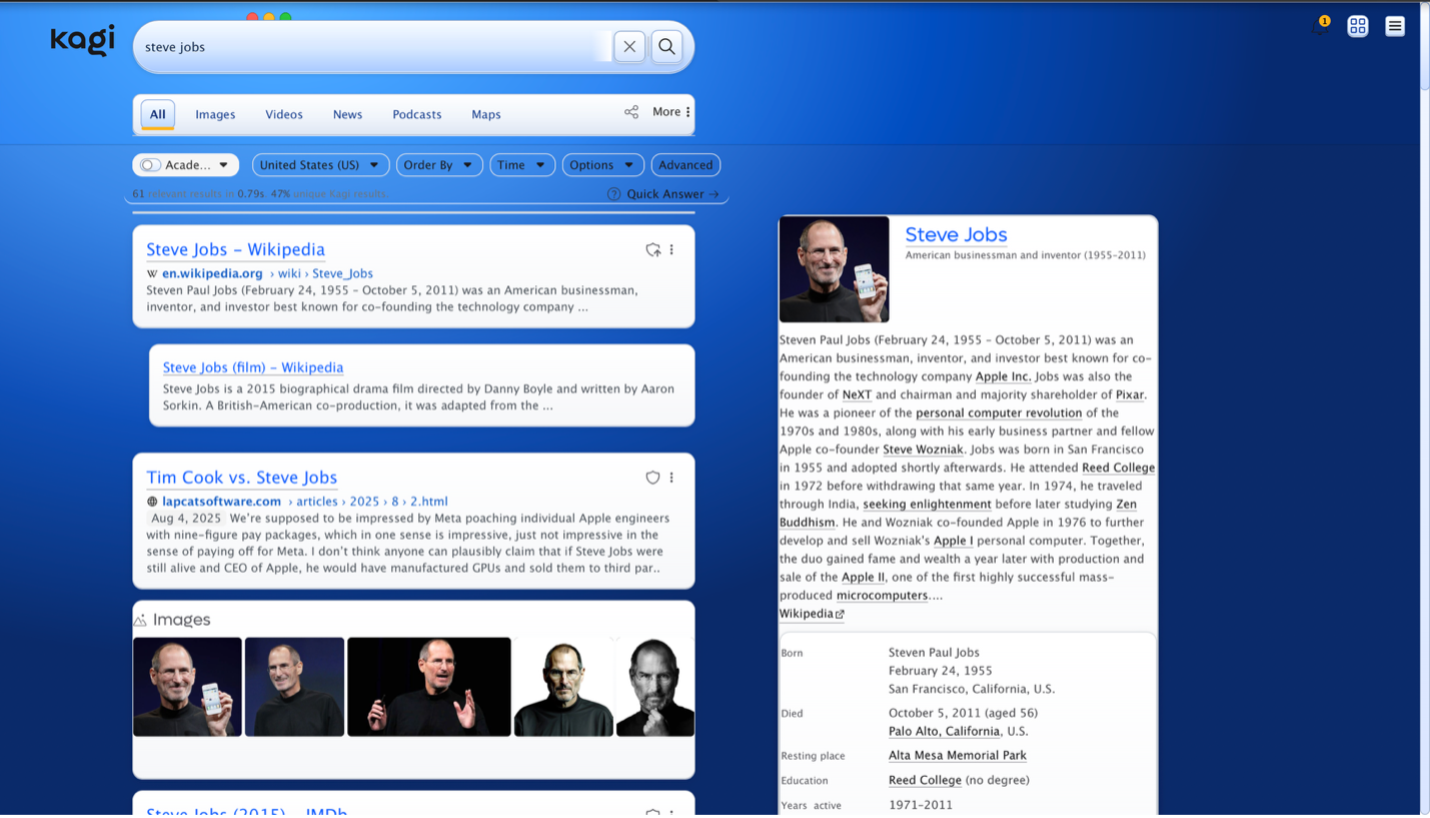 kagi
steve jobs
1
All Images Videos News Podcasts Maps More
Acade... United States (US) Order By Time Options Advanced
61 relevant results in 0.79s. 47% unique Kagi results.
Quick Answer →
Steve Jobs – Wikipedia
W en.wikipedia.org › wiki › Steve_Jobs
Steven Paul Jobs (February 24, 1955 – October 5, 2011) was an American businessman,
inventor, and investor best known for co-founding the technology company ...
Steve Jobs (film) – Wikipedia
Steve Jobs is a 2015 biographical drama film directed by Danny Boyle and written by Aaron
Sorkin. A British-American co-production, it was adapted from the ...
Tim Cook vs. Steve Jobs
lapcatsoftware.com › articles › 2025 › 8 › 2.html
Aug 4, 2025 We're supposed to be impressed by Meta poaching individual Apple engineers
with nine-figure pay packages, which in one sense is impressive, just not impressive in the
sense of paying off for Meta. I don't think anyone can plausibly claim that if Steve Jobs were
still alive and CEO of Apple, he would have manufactured GPUs and sold them to third par..
Images
Steve Jobs (2015) – IMDb
Steve Jobs
American businessman and inventor (1955–2011)
Steven Paul Jobs (February 24, 1955 – October 5, 2011) was an
American businessman, inventor, and investor best known for co-
founding the technology company Apple Inc. Jobs was also the
founder of NeXT and chairman and majority shareholder of Pixar.
He was a pioneer of the personal computer revolution of the
1970s and 1980s, along with his early business partner and fellow
Apple co-founder Steve Wozniak. Jobs was born in San Francisco
in 1955 and adopted shortly afterwards. He attended Reed College
in 1972 before withdrawing that same year. In 1974, he traveled
through India, seeking enlightenment before later studying Zen
Buddhism. He and Wozniak co-founded Apple in 1976 to further
develop and sell Wozniak's Apple I personal computer. Together,
the duo gained fame and wealth a year later with production and
sale of the Apple II, one of the first highly successful mass-
produced microcomputers....
Wikipedia
Born Steven Paul Jobs
February 24, 1955
San Francisco, California, U.S.
Died October 5, 2011 (aged 56)
Palo Alto, California, U.S.
Resting place Alta Mesa Memorial Park
Education Reed College (no degree)
Years active 1971–2011